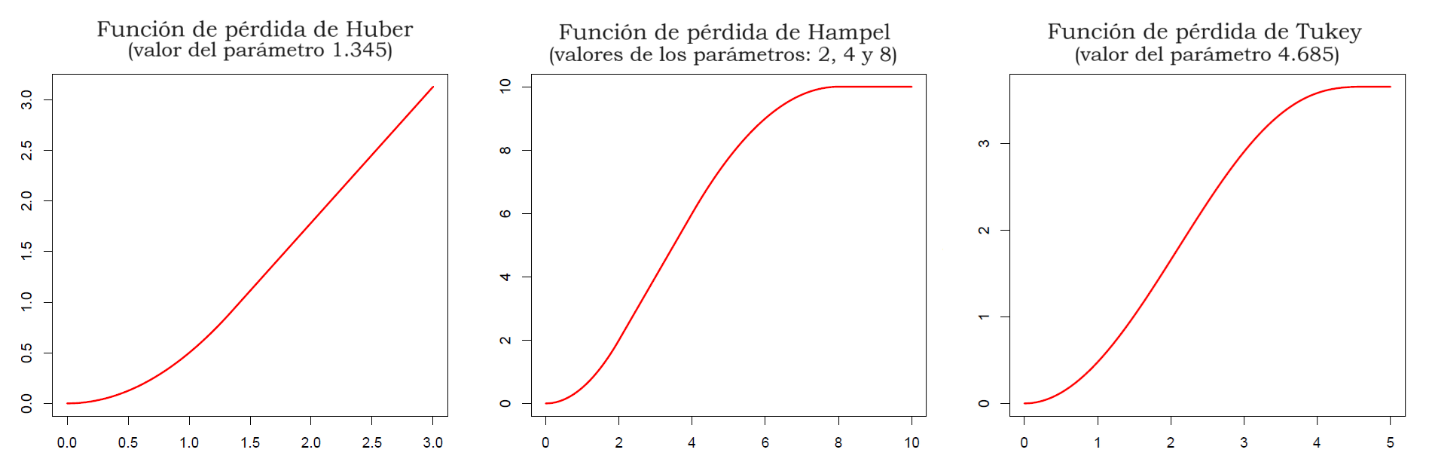 Función de pérdida de Huber
(valor del parámetro 1.345)
3.0
2.5
2.0
1.5
1.0
0.5
0.0
0.0 0.5 1.0 1.5 2.0 2.5 3.0
Función de pérdida de Hampel
(valores de los parámetros: 2, 4 y 8)
10
8
6
4
2
0
0 2 4 6 8 10
Función de pérdida de Tukey
(valor del parámetro 4.685)
3
2
1
0
0 1 2 3 4 5